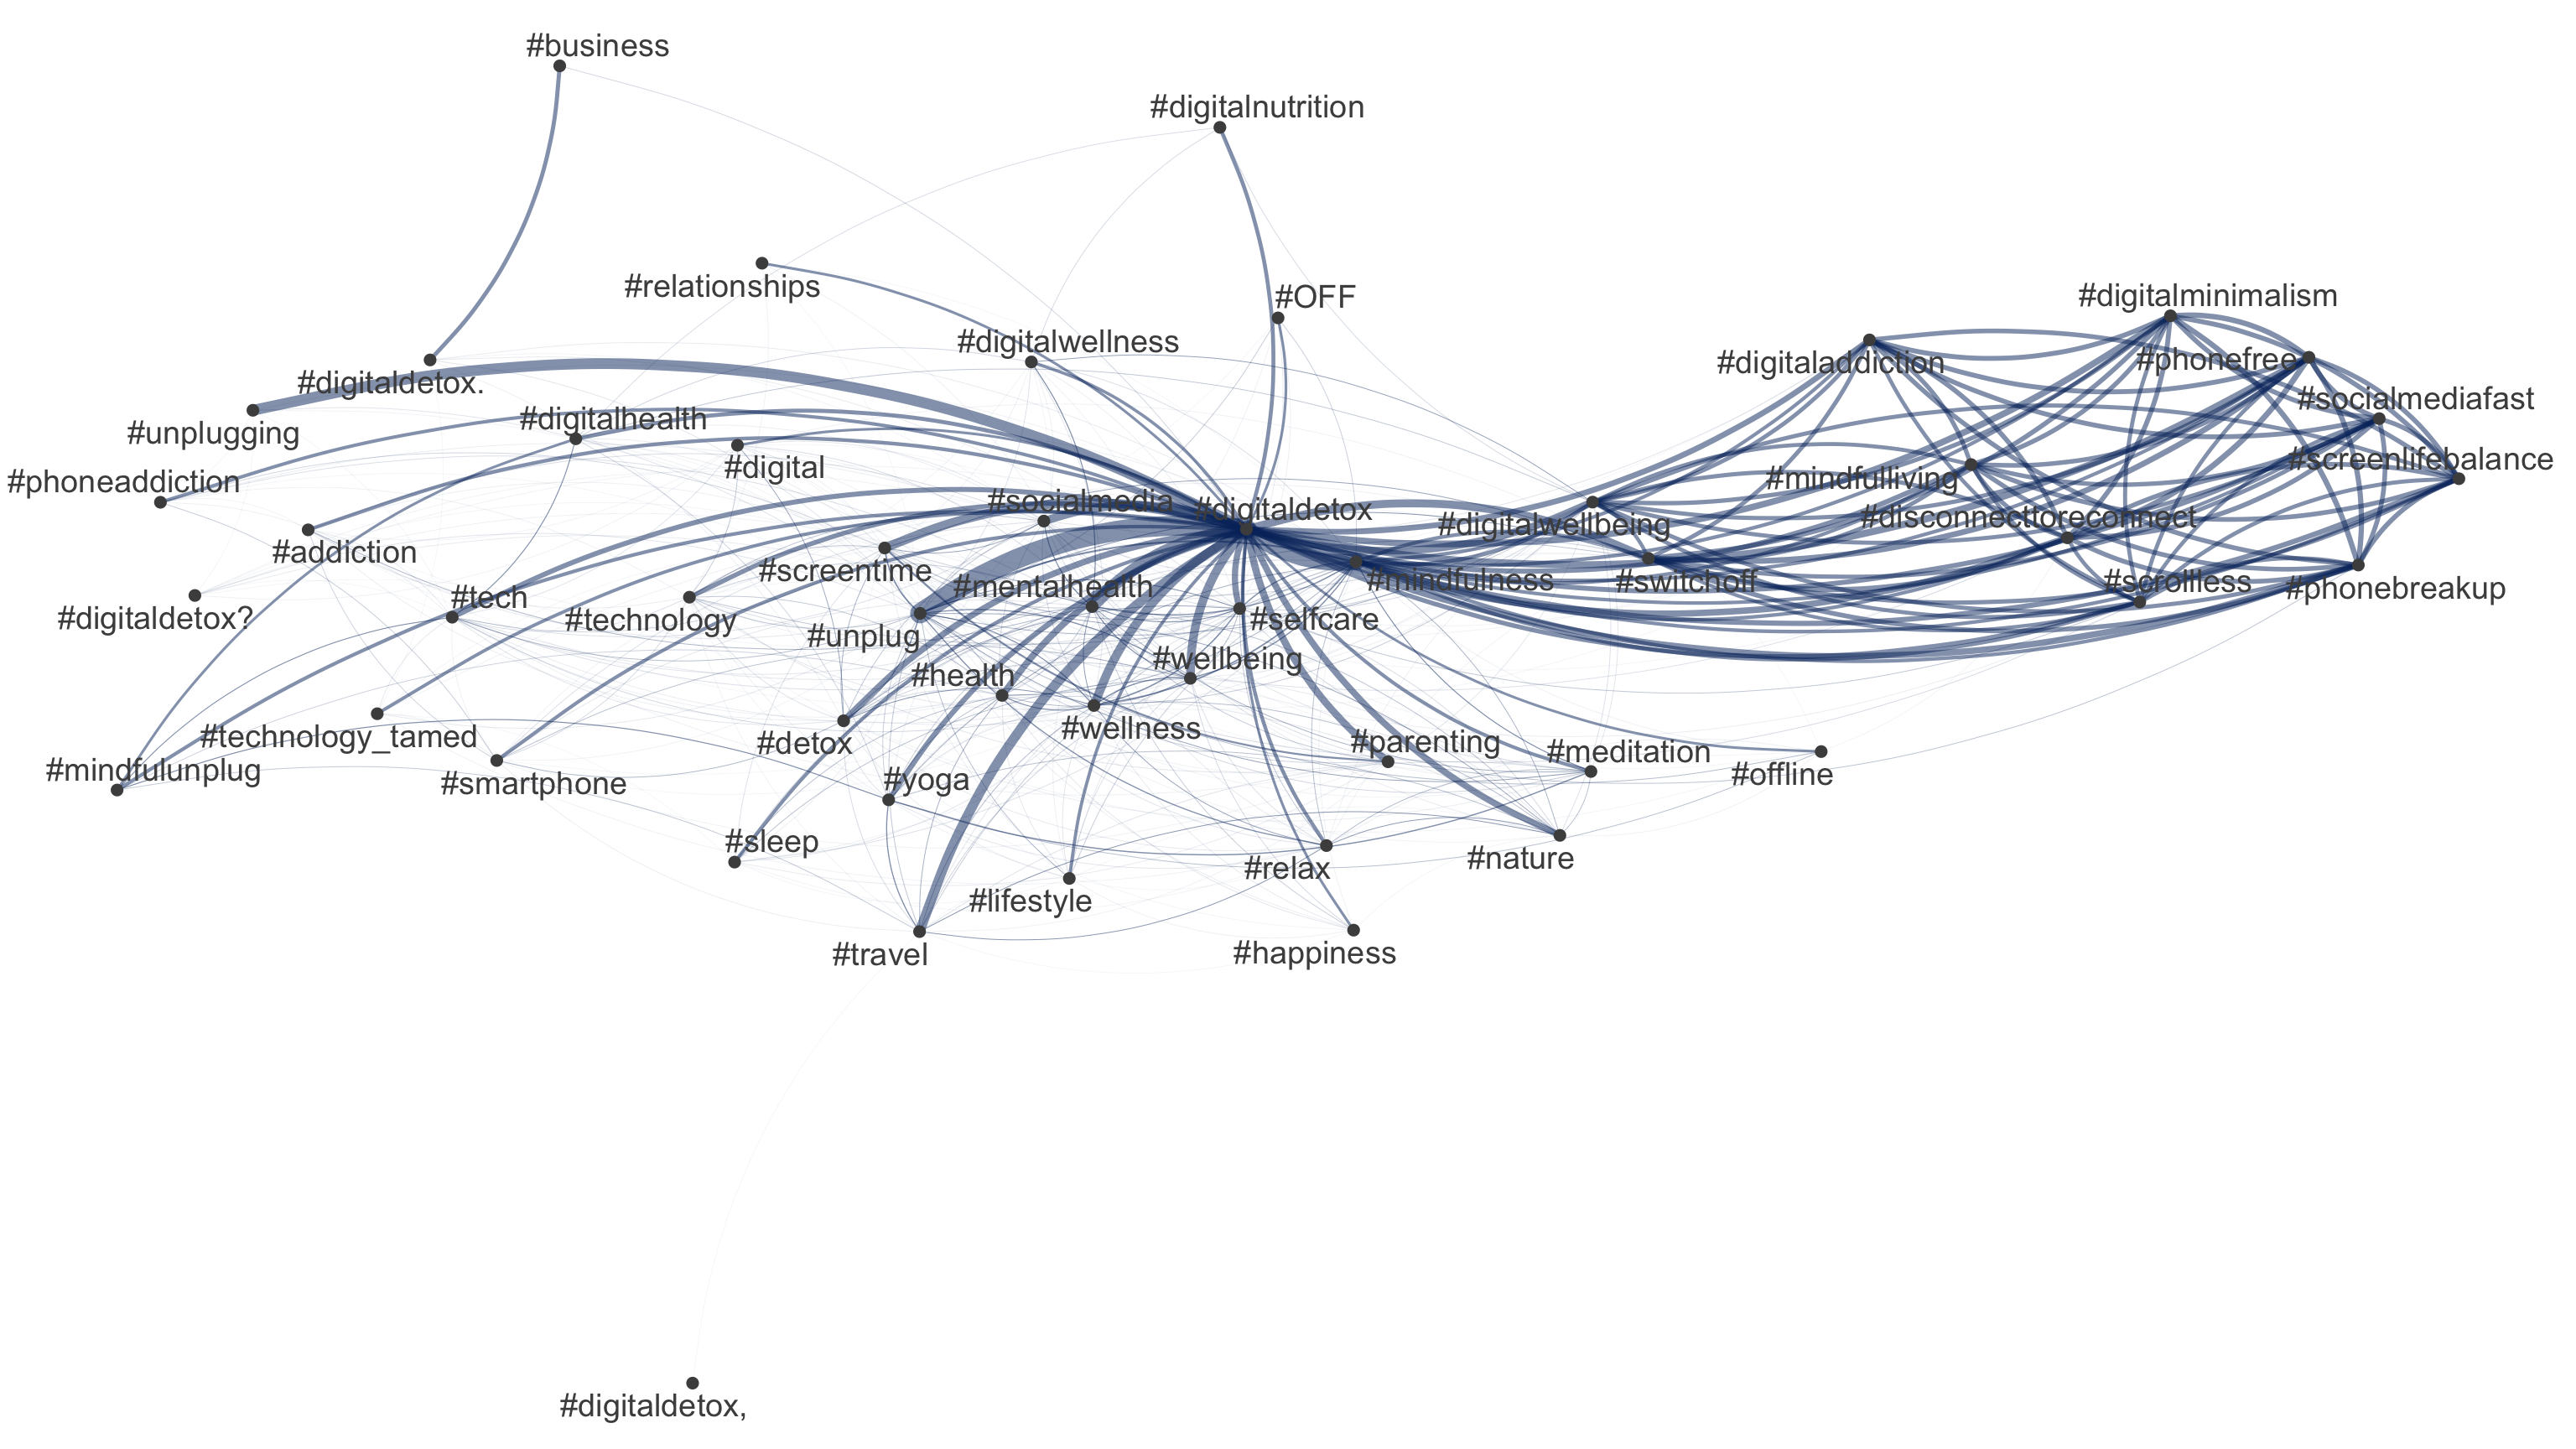 #business
#digitalnutrition
#relationships
#OFF
#digitalminimalism
#digitalwellness
#phonefree
#digitaladdiction
#digitaldetox.
#socialmediafast
#digitalhealth
#unplugging
#screenlifebalance
#digital
#phoneaddiction
#mindfulliving
#socialmedia
#digitaldetox
#disconnecttoreconnect
#digitalwellbeing
#addiction
#screentime
#mentalhealth
#mindfulness
#switchoff
#scrollless
#phonebreakup
#tech
#digitaldetox?
#technology
#selfcare
#unplug
#wellbeing
#health
#wellness
#technology_tamed
#detox
#parenting
#meditation
#mindfulunplug
#offline
#smartphone
#yoga
#sleep
#nature
#relax
#lifestyle
#travel
#happiness
#digitaldetox,